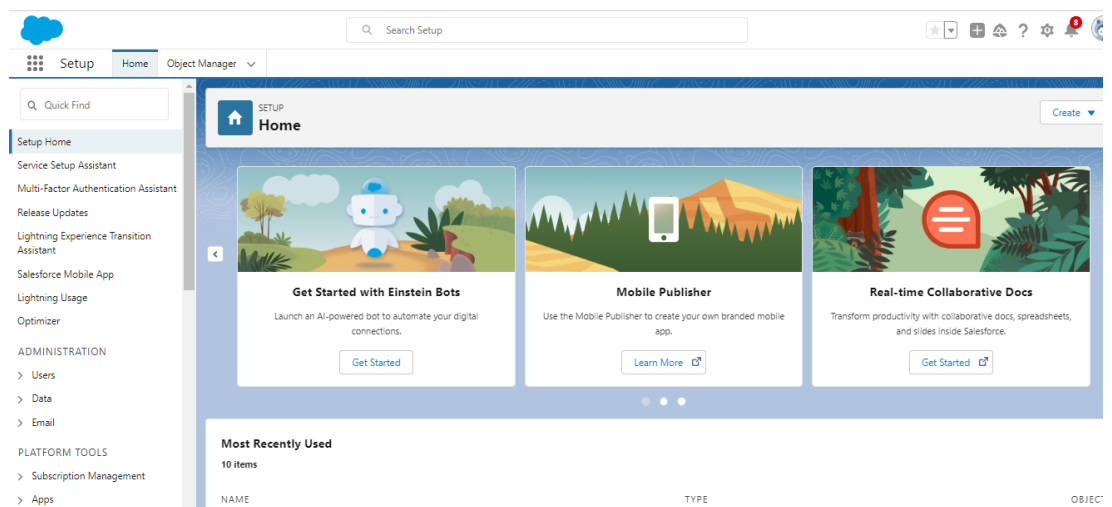 Search Setup
8
Setup
Home
Object Manager
Quick Find
Setup Home
Service Setup Assistant
Multi-Factor Authentication Assistant
Release Updates
Lightning Experience Transition
Assistant
Salesforce Mobile App
Lightning Usage
Optimizer
ADMINISTRATION
Users
Data
Email
PLATFORM TOOLS
Subscription Management
Apps
SETUP
Home
Create
Get Started with Einstein Bots
Launch an AI-powered bot to automate your digital
connections.
Get Started
Mobile Publisher
Use the Mobile Publisher to create your own branded mobile
app.
Learn More
Real-time Collaborative Docs
Transform productivity with collaborative docs, spreadsheets,
and slides inside Salesforce.
Get Started
Most Recently Used
10 items
NAME TYPE OBJECT